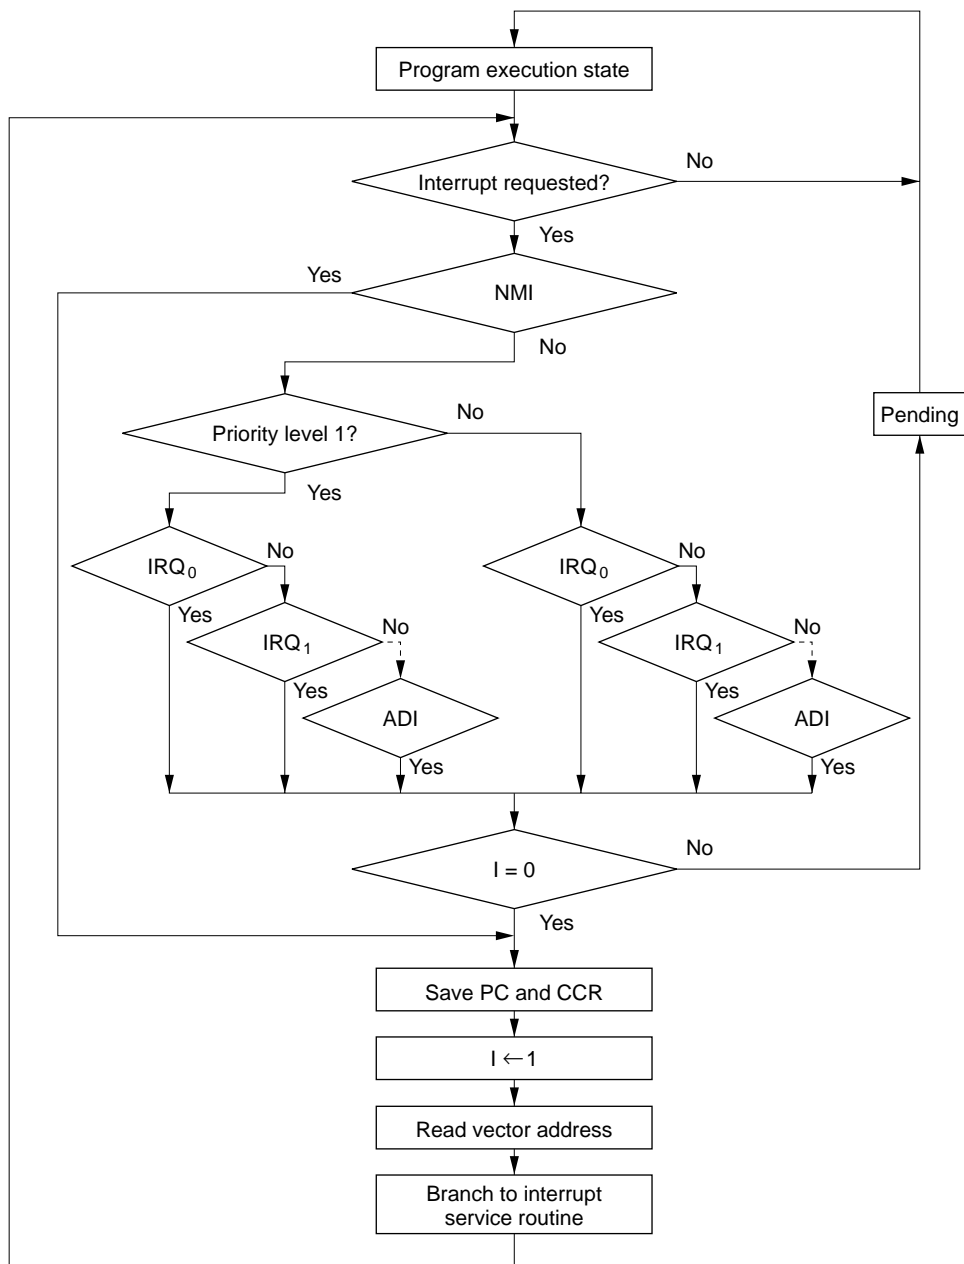 Program execution state
Interrupt requested?
No
Yes
Yes
NMI
No
Pending
Priority level 1?
No
Yes
IRQ0
No
Yes
IRQ1
No
Yes
ADI
Yes
IRQ0
No
Yes
IRQ1
No
Yes
ADI
Yes
I = 0
No
Yes
Save PC and CCR
I ← 1
Read vector address
Branch to interrupt
service routine